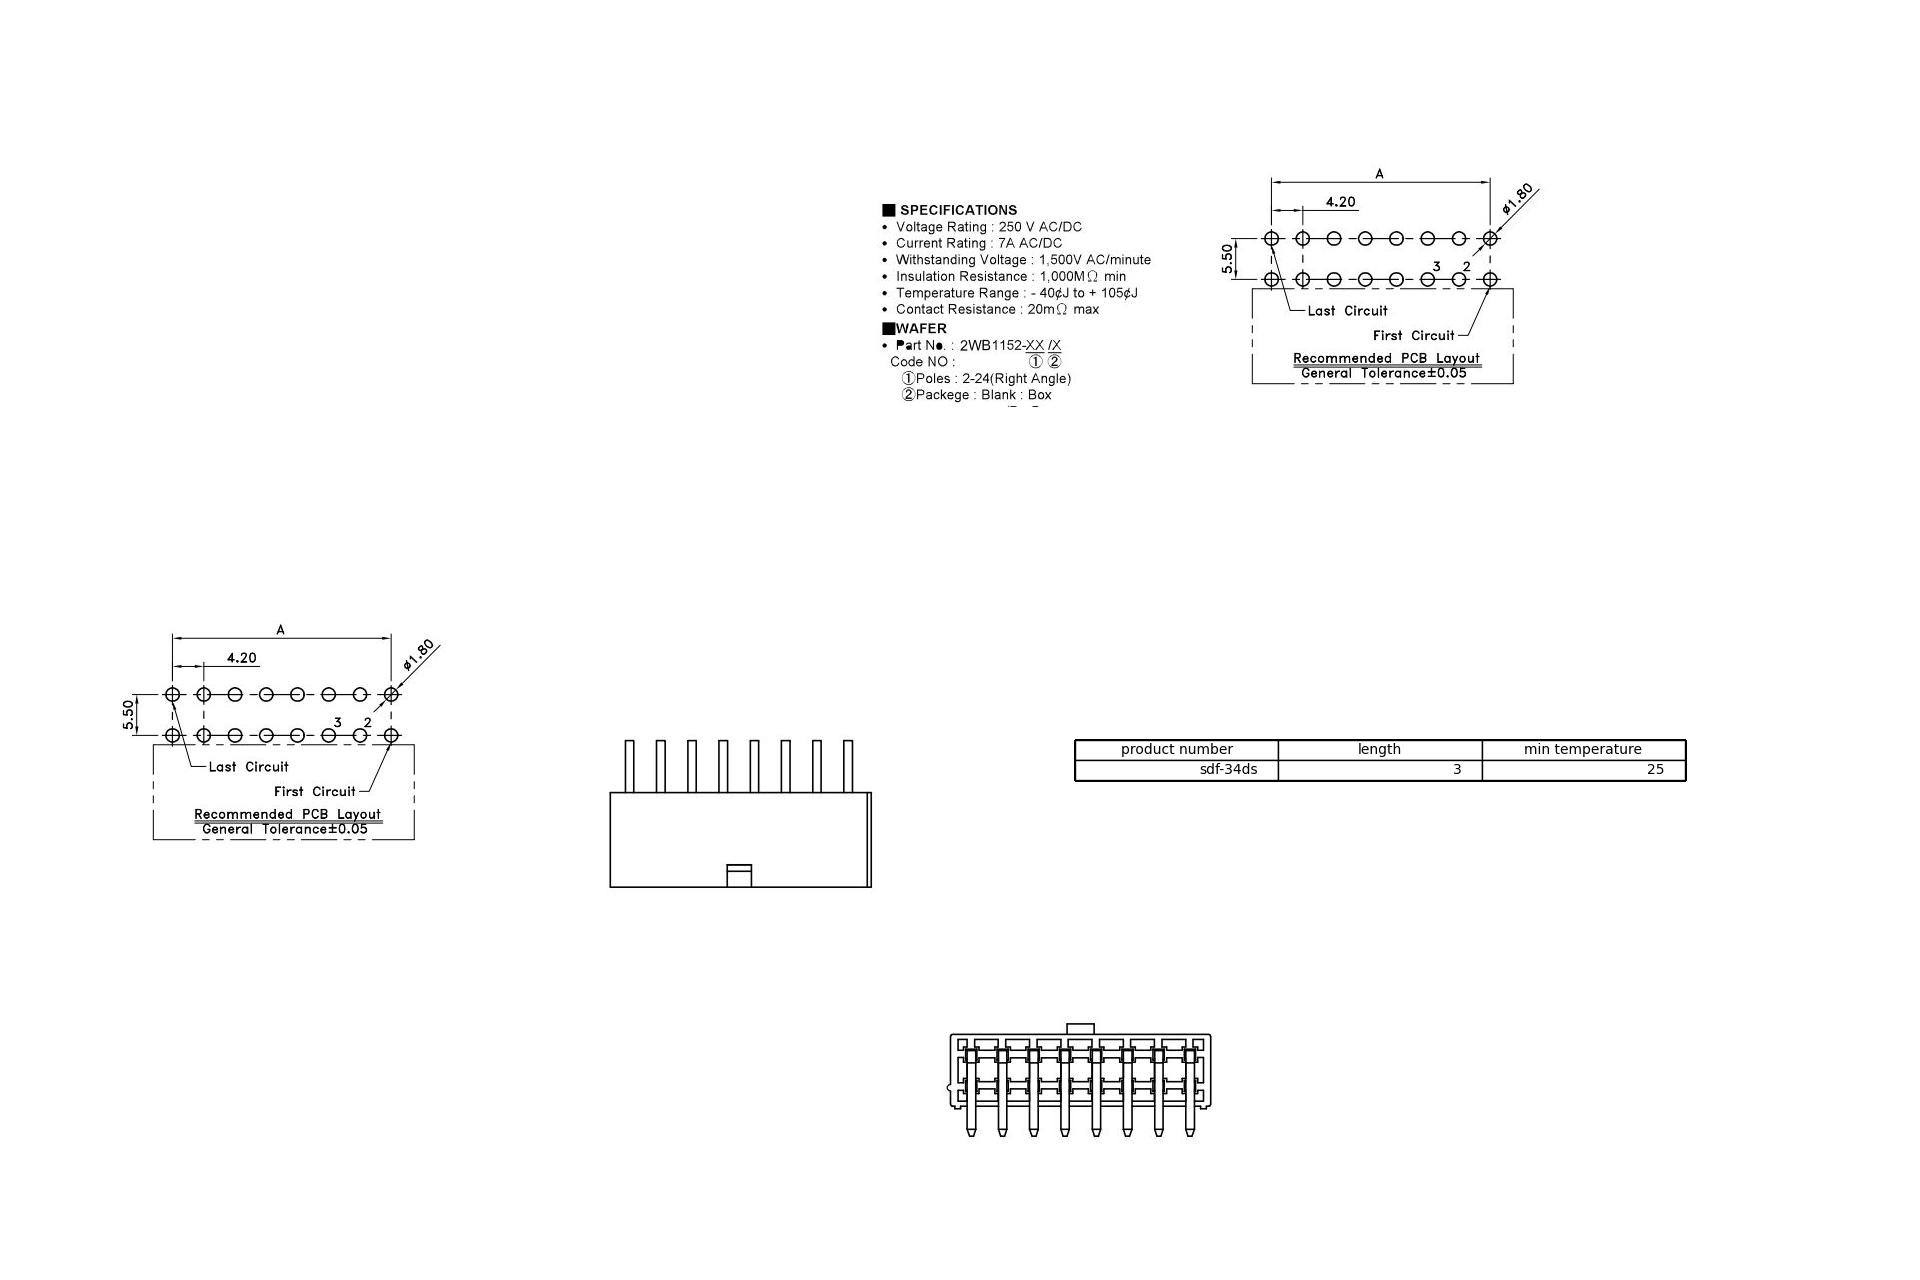 ■ SPECIFICATIONS
• Voltage Rating : 250 V AC/DC
• Current Rating : 7A AC/DC
• Withstanding Voltage : 1,500V AC/minute
• Insulation Resistance : 1,000MΩ min
• Temperature Range : - 40¢J to + 105¢J
• Contact Resistance : 20mΩ max
■WAFER
• Part No. : 2WB1152-XX /X
Code NO : ① ②
①Poles : 2-24(Right Angle)
②Packege : Blank : Box
A
4.20
ø1.80
5.50
3 2
Last Circuit
First Circuit
Recommended PCB Layout
General Tolerance±0.05
A
4.20
ø1.80
5.50
3 2
Last Circuit
First Circuit
Recommended PCB Layout
General Tolerance±0.05
product number length min temperature
sdf-34ds 3 25